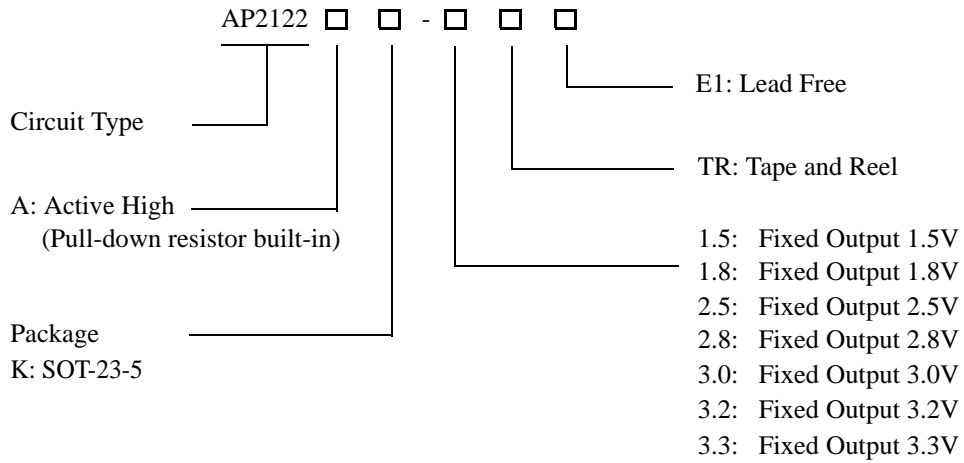 AP2122 □ □ - □ □ □
E1: Lead Free
Circuit Type
TR: Tape and Reel
A: Active High
(Pull-down resistor built-in)
1.5: Fixed Output 1.5V
1.8: Fixed Output 1.8V
2.5: Fixed Output 2.5V
2.8: Fixed Output 2.8V
3.0: Fixed Output 3.0V
3.2: Fixed Output 3.2V
3.3: Fixed Output 3.3V
Package
K: SOT-23-5